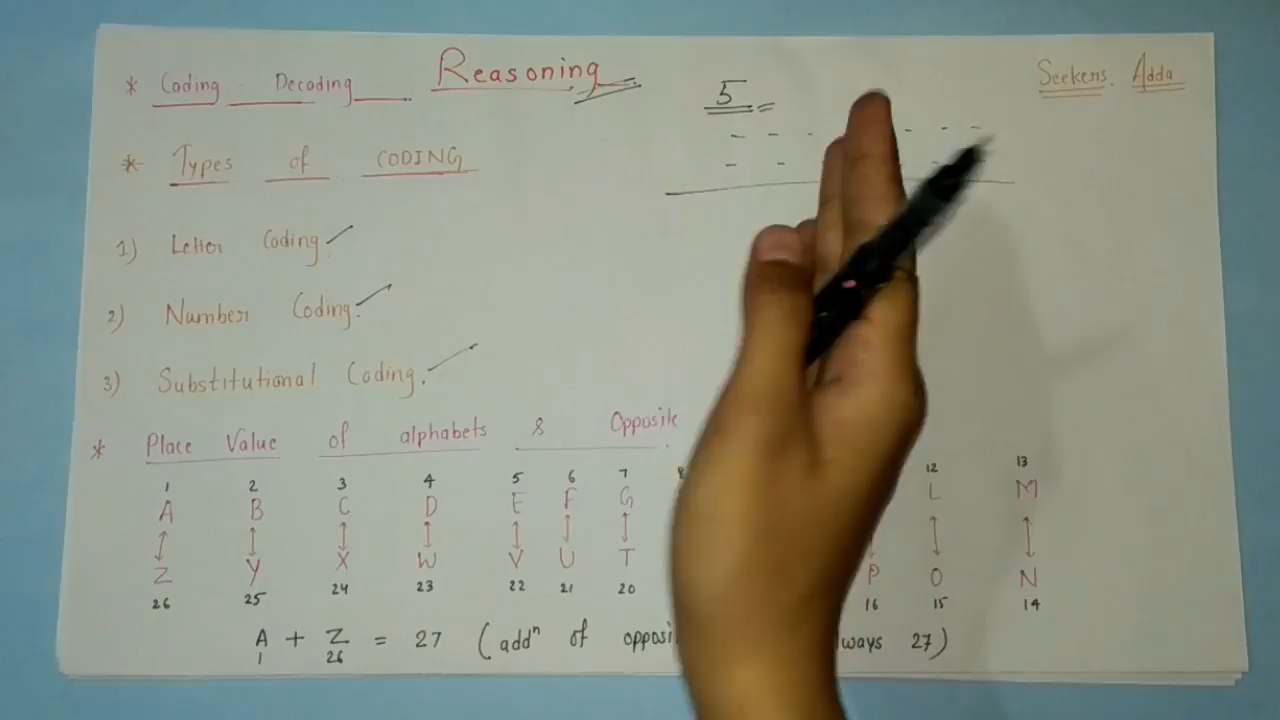 * Coding Decoding Reasoning
Seekers Adda
5 =
* Types of CODING
1) Letter Coding
2) Number Coding.
3) Substitutional Coding.
* Place Value of alphabets & Opposite
1 2 3 4 5 6 7 8 12 13
A B C D E F G L M
Z Y X W V U T P O N
26 25 24 23 22 21 20 16 15 14
A + Z = 27 (addn of 27)
1 26